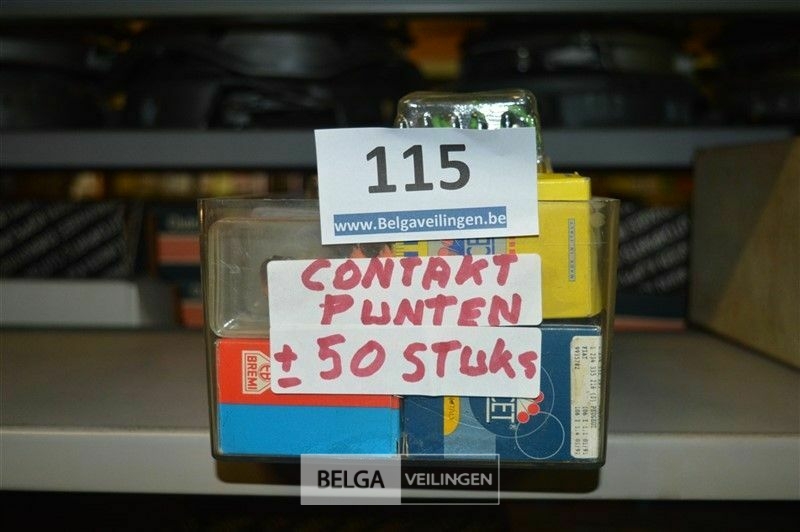 115
www.Belgaveilingen.be
CONTAKT
PUNTEN
± 50 STUKS
BREMI
BELGA VEILINGEN